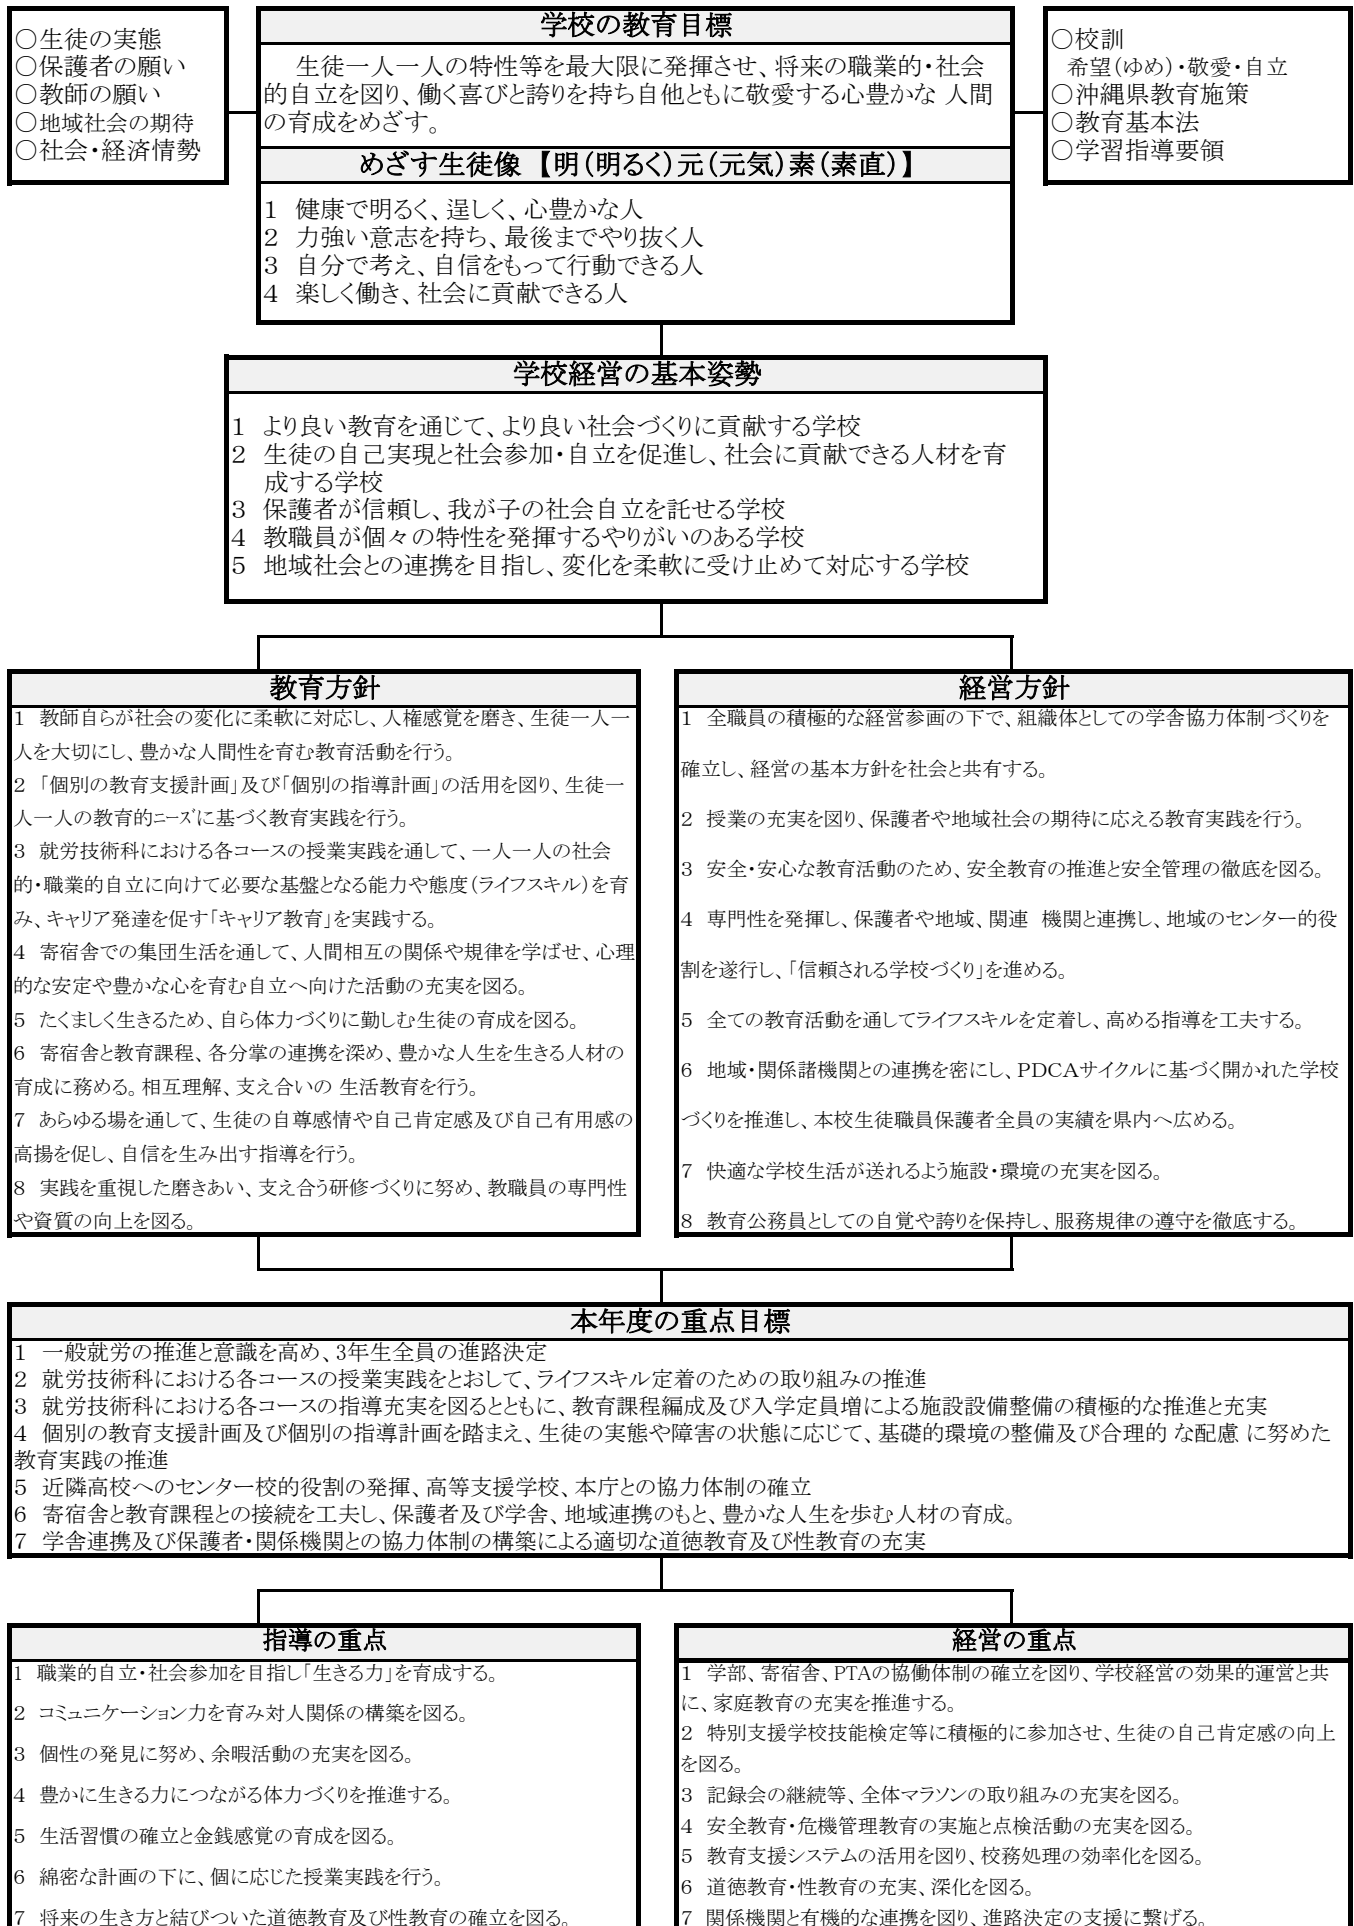 ○生徒の実態
○保護者の願い
○教師の願い
○地域社会の期待
○社会・経済情勢
学校の教育目標
生徒一人一人の特性等を最大限に発揮させ、将来の職業的・社会
的自立を図り、働く喜びと誇りを持ち自他ともに敬愛する心豊かな 人間
の育成をめざす。
めざす生徒像 【明(明るく)元(元気)素(素直)】
1 健康で明るく、逞しく、心豊かな人
2 力強い意志を持ち、最後までやり抜く人
3 自分で考え、自信をもって行動できる人
4 楽しく働き、社会に貢献できる人
○校訓
希望(ゆめ)・敬愛・自立
○沖縄県教育施策
○教育基本法
○学習指導要領
学校経営の基本姿勢
1 より良い教育を通じて、より良い社会づくりに貢献する学校
2 生徒の自己実現と社会参加・自立を促進し、社会に貢献できる人材を育
成する学校
3 保護者が信頼し、我が子の社会自立を託せる学校
4 教職員が個々の特性を発揮するやりがいのある学校
5 地域社会との連携を目指し、変化を柔軟に受け止めて対応する学校
教育方針
1 教師自らが社会の変化に柔軟に対応し、人権感覚を磨き、生徒一人一
人を大切にし、豊かな人間性を育む教育活動を行う。
2 「個別の教育支援計画」及び「個別の指導計画」の活用を図り、生徒一
人一人の教育的ニーズに基づく教育実践を行う。
3 就労技術科における各コースの授業実践を通して、一人一人の社会
的・職業的自立に向けて必要な基盤となる能力や態度(ライフスキル)を育
み、キャリア発達を促す「キャリア教育」を実践する。
4 寄宿舎での集団生活を通して、人間相互の関係や規律を学ばせ、心理
的な安定や豊かな心を育む自立へ向けた活動の充実を図る。
5 たくましく生きるため、自ら体力づくりに勤しむ生徒の育成を図る。
6 寄宿舎と教育課程、各分掌の連携を深め、豊かな人生を生きる人材の
育成に務める。相互理解、支え合いの 生活教育を行う。
7 あらゆる場を通して、生徒の自尊感情や自己肯定感及び自己有用感の
高揚を促し、自信を生み出す指導を行う。
8 実践を重視した磨きあい、支え合う研修づくりに努め、教職員の専門性
や資質の向上を図る。
経営方針
1 全職員の積極的な経営参画の下で、組織体としての学舎協力体制づくりを
確立し、経営の基本方針を社会と共有する。
2 授業の充実を図り、保護者や地域社会の期待に応える教育実践を行う。
3 安全・安心な教育活動のため、安全教育の推進と安全管理の徹底を図る。
4 専門性を発揮し、保護者や地域、関連 機関と連携し、地域のセンター的役
割を遂行し、「信頼される学校づくり」を進める。
5 全ての教育活動を通してライフスキルを定着し、高める指導を工夫する。
6 地域・関係諸機関との連携を密にし、PDCAサイクルに基づく開かれた学校
づくりを推進し、本校生徒職員保護者全員の実績を県内へ広める。
7 快適な学校生活が送れるよう施設・環境の充実を図る。
8 教育公務員としての自覚や誇りを保持し、服務規律の遵守を徹底する。
本年度の重点目標
1 一般就労の推進と意識を高め、3年生全員の進路決定
2 就労技術科における各コースの授業実践をとおして、ライフスキル定着のための取り組みの推進
3 就労技術科における各コースの指導充実を図るとともに、教育課程編成及び入学定員増による施設設備整備の積極的な推進と充実
4 個別の教育支援計画及び個別の指導計画を踏まえ、生徒の実態や障害の状態に応じて、基礎的環境の整備及び合理的 な配慮 に努めた
教育実践の推進
5 近隣高校へのセンター校的役割の発揮、高等支援学校、本庁との協力体制の確立
6 寄宿舎と教育課程との接続を工夫し、保護者及び学舎、地域連携のもと、豊かな人生を歩む人材の育成。
7 学舎連携及び保護者・関係機関との協力体制の構築による適切な道徳教育及び性教育の充実
指導の重点
1 職業的自立・社会参加を目指し「生きる力」を育成する。
2 コミュニケーション力を育み対人関係の構築を図る。
3 個性の発見に努め、余暇活動の充実を図る。
4 豊かに生きる力につながる体力づくりを推進する。
5 生活習慣の確立と金銭感覚の育成を図る。
6 綿密な計画の下に、個に応じた授業実践を行う。
7 将来の生き方と結びついた道徳教育及び性教育の確立を図る。
経営の重点
1 学部、寄宿舎、PTAの協働体制の確立を図り、学校経営の効果的運営と共
に、家庭教育の充実を推進する。
2 特別支援学校技能検定等に積極的に参加させ、生徒の自己肯定感の向上
を図る。
3 記録会の継続等、全体マラソンの取り組みの充実を図る。
4 安全教育・危機管理教育の実施と点検活動の充実を図る。
5 教育支援システムの活用を図り、校務処理の効率化を図る。
6 道徳教育・性教育の充実、深化を図る。
7 関係機関と有機的な連携を図り、進路決定の支援に繋げる。